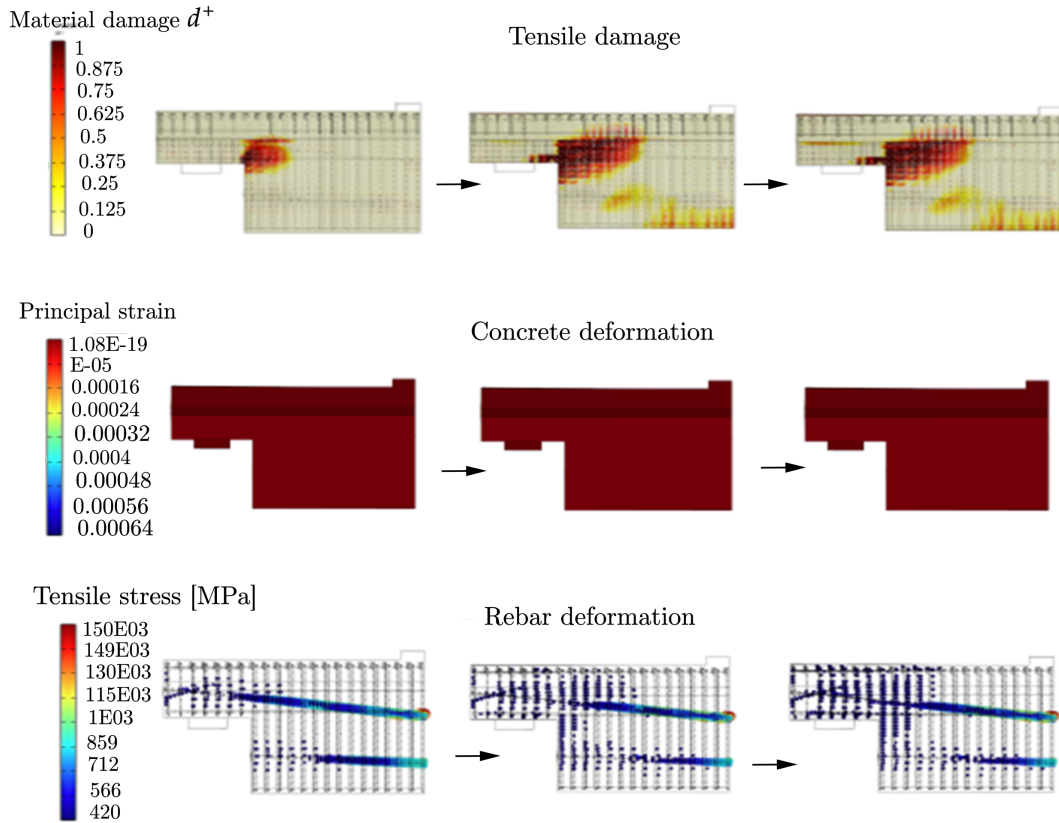 Material damage d⁺
Tensile damage
1
0.875
0.75
0.625
0.5
0.375
0.25
0.125
0
Principal strain
Concrete deformation
1.08E-19
E-05
0.00016
0.00024
0.00032
0.0004
0.00048
0.00056
0.00064
Tensile stress [MPa]
Rebar deformation
150E03
149E03
130E03
115E03
1E03
859
712
566
420